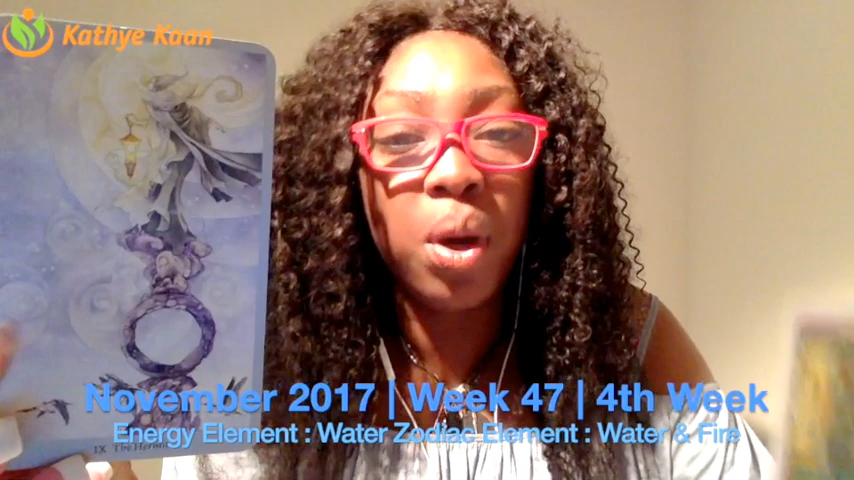 Kathye Kaan
November 2017 | Week 47 | 4th Week
Energy Element : Water Zodiac Element : Water & Fire
IX The Hermit